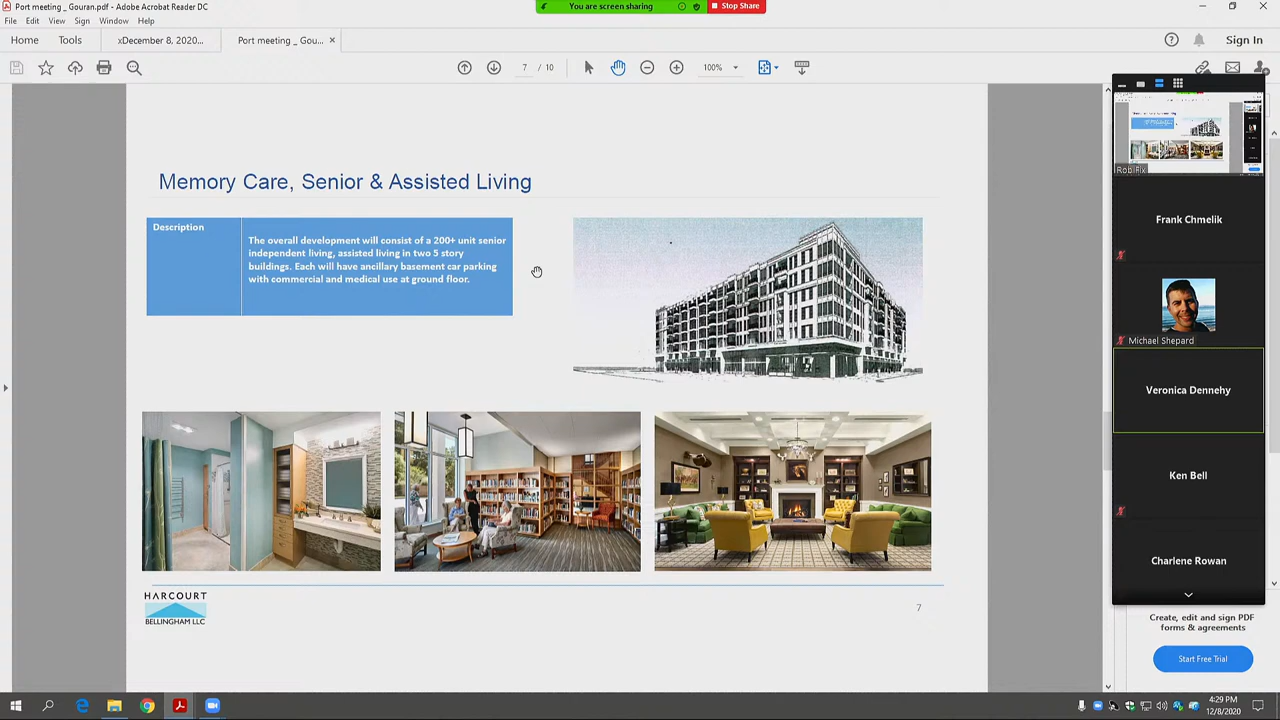 Port meeting _ Gouran.pdf - Adobe Acrobat Reader DC
You are screen sharing
Stop Share
File Edit View Sign Window Help
Home Tools xDecember 8, 2020... Port meeting _ Gou... ×
Sign In
7 / 10
100%
Memory Care, Senior & Assisted Living
Description
The overall development will consist of a 200+ unit senior
independent living, assisted living in two 5 story
buildings. Each will have ancillary basement car parking
with commercial and medical use at ground floor.
HARCOURT
BELLINGHAM LLC
7
Rob Fix
Frank Chmelik
Michael Shepard
Veronica Dennehy
Ken Bell
Charlene Rowan
Create, edit and sign PDF
forms & agreements
Start Free Trial
4:29 PM
12/8/2020